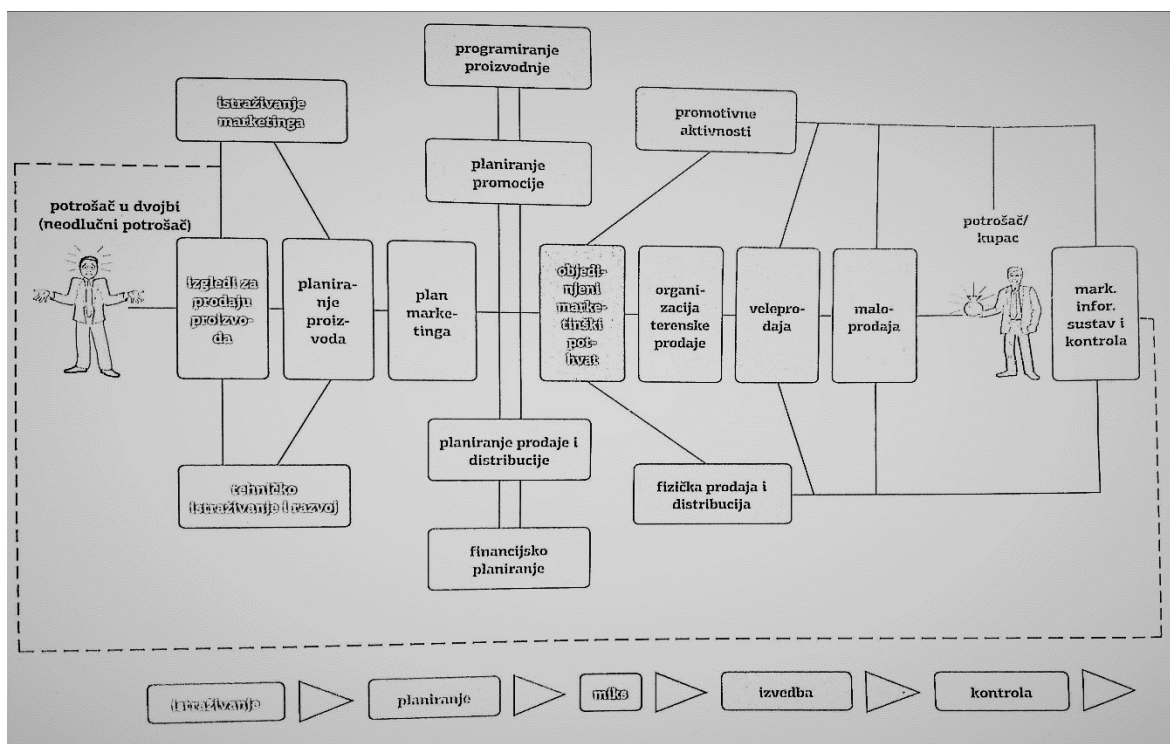 programiranje
proizvodnje
istraživanje
marketinga
promotivne
aktivnosti
planiranje
promocije
potrošač u dvojbi
(neodlučni potrošač)
potrošač/
kupac
izgledi za
prodaju
proizvo-
da
planira-
nje
proiz-
voda
plan
marke-
tinga
objedi-
njeni
marke-
tinški
pot-
hvat
organi-
zacija
terenske
prodaje
velepro-
daja
malo-
prodaja
mark.
infor.
sustav i
kontrola
planiranje prodaje i
distribucije
tehničko
istraživanje i razvoj
fizička prodaja i
distribucija
financijsko
planiranje
istraživanje
planiranje
miks
izvedba
kontrola